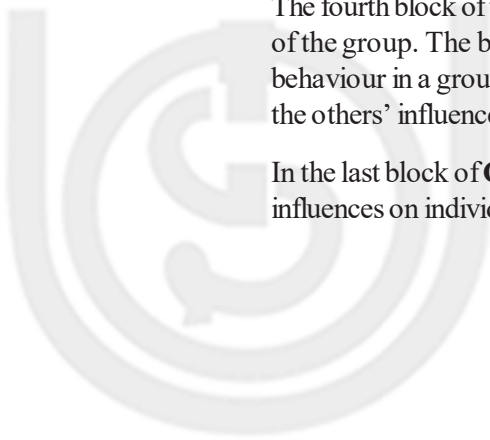 The fourth block of
of the group. The b
behaviour in a grou
the others’ influenc
In the last block of
influences on indivi